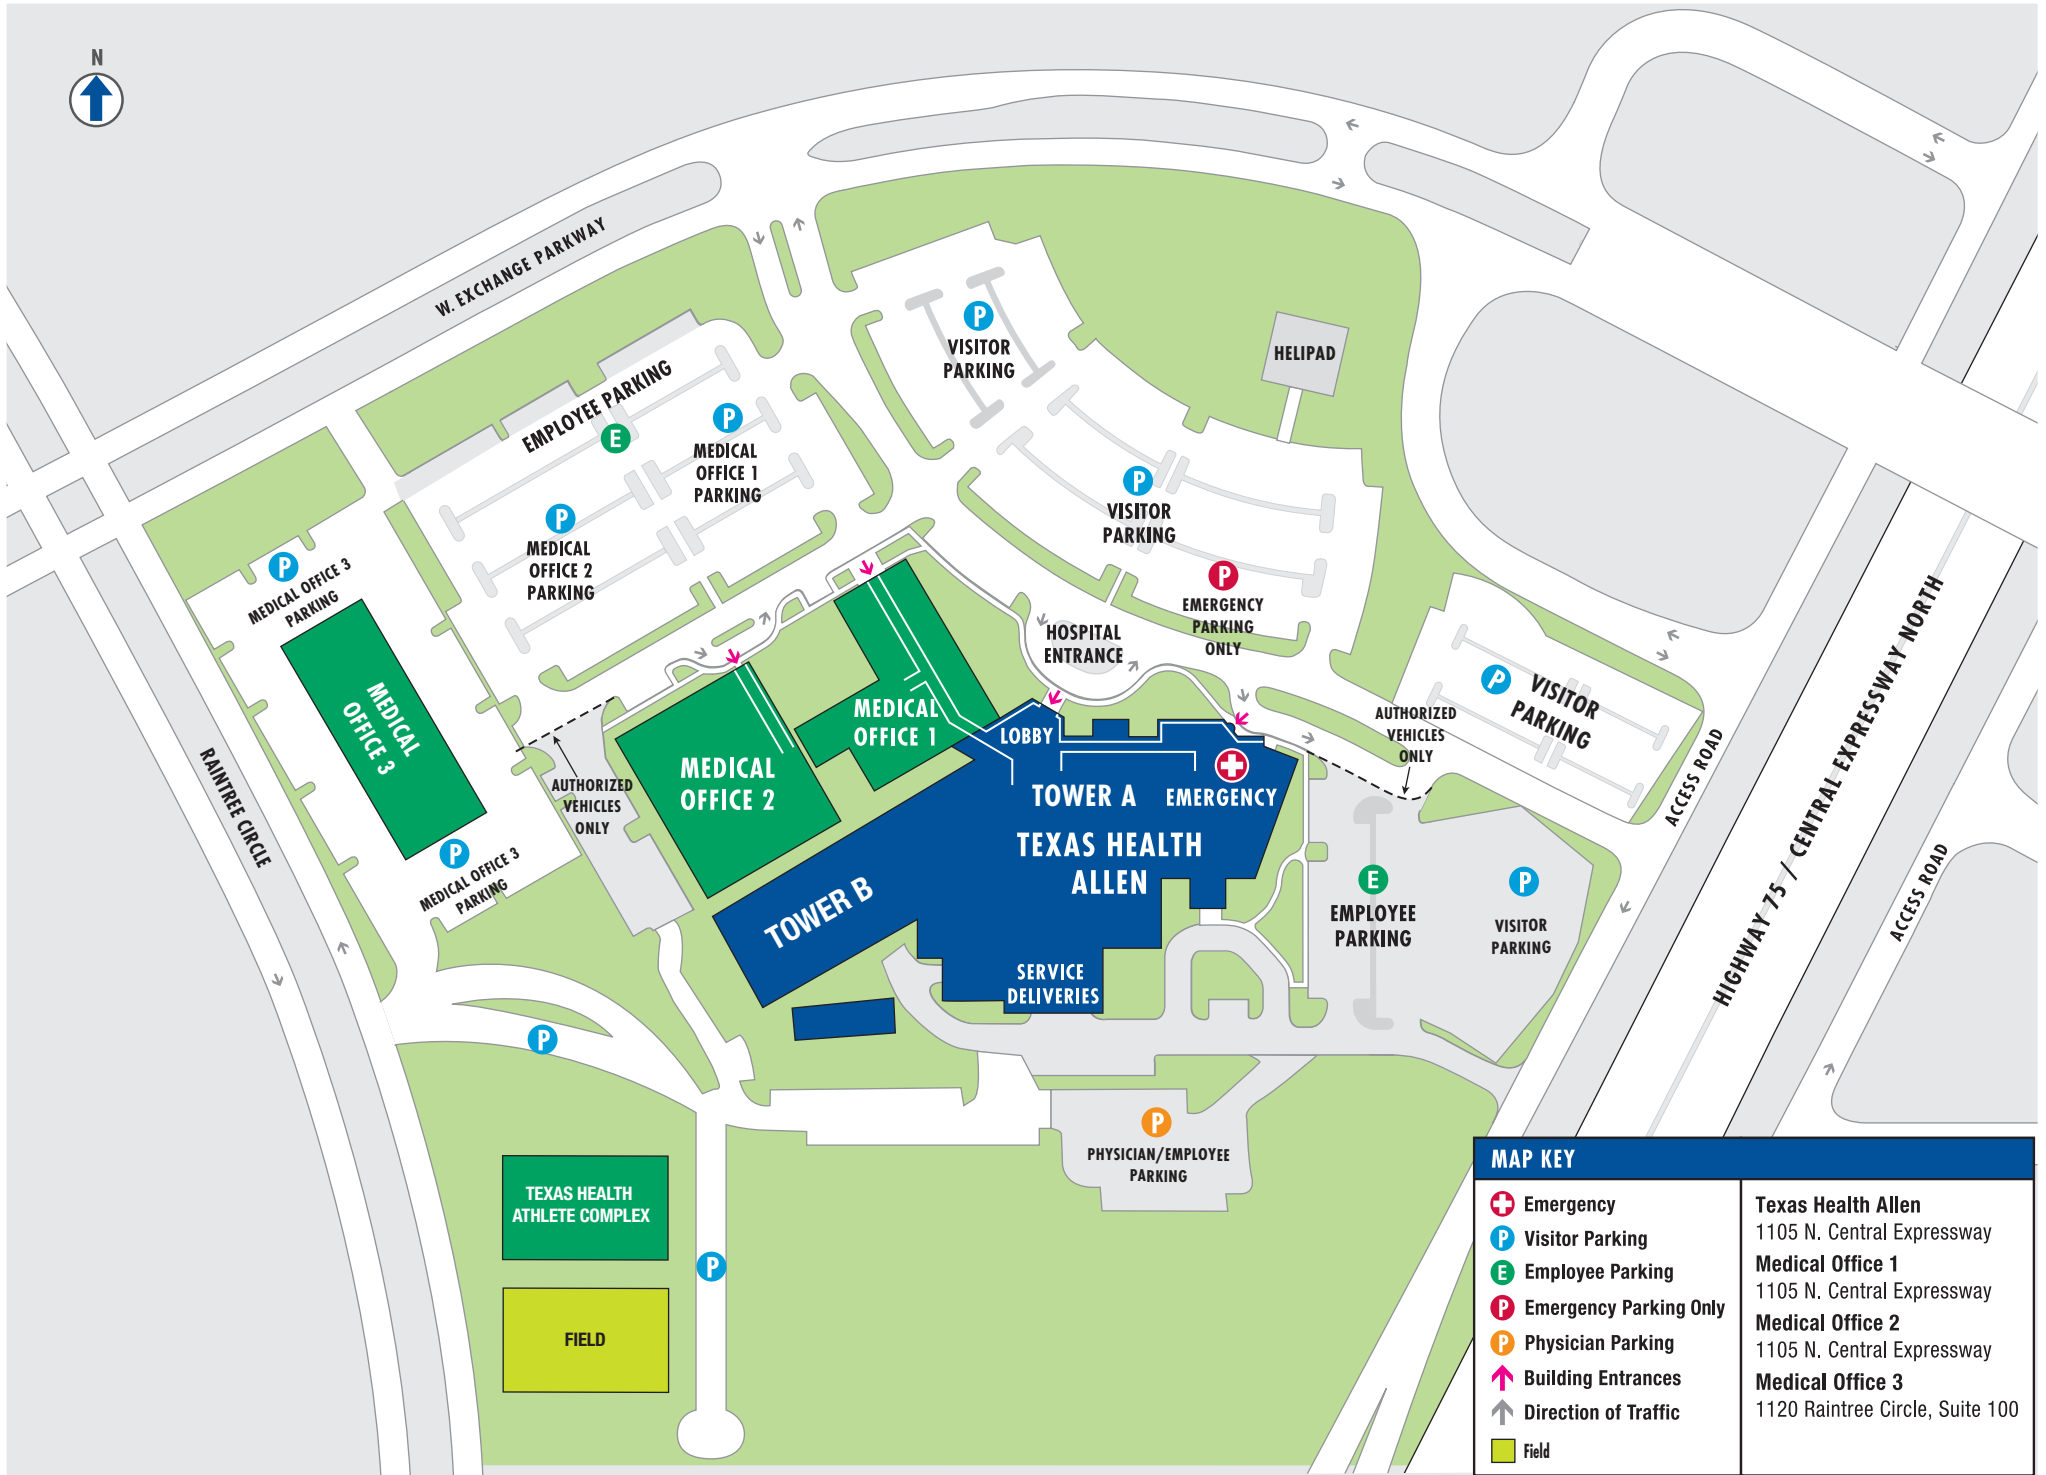 N
W. EXCHANGE PARKWAY
P
VISITOR
PARKING
HELIPAD
EMPLOYEE PARKING
E
P
MEDICAL
OFFICE 1
PARKING
P
MEDICAL
OFFICE 2
PARKING
P
VISITOR
PARKING
P
MEDICAL OFFICE 3
PARKING
P
EMERGENCY
PARKING
ONLY
HOSPITAL
ENTRANCE
MEDICAL
OFFICE 3
P
VISITOR
PARKING
AUTHORIZED
VEHICLES
ONLY
MEDICAL
OFFICE 1
LOBBY
MEDICAL
OFFICE 2
AUTHORIZED
VEHICLES
ONLY
RAINTREE CIRCLE
TOWER A
EMERGENCY
TEXAS HEALTH
ALLEN
TOWER B
ACCESS ROAD
HIGHWAY 75 / CENTRAL EXPRESSWAY NORTH
ACCESS ROAD
P
MEDICAL OFFICE 3
PARKING
E
EMPLOYEE
PARKING
P
VISITOR
PARKING
SERVICE
DELIVERIES
P
P
PHYSICIAN/EMPLOYEE
PARKING
TEXAS HEALTH
ATHLETE COMPLEX
P
FIELD
MAP KEY
Emergency
P Visitor Parking
E Employee Parking
P Emergency Parking Only
P Physician Parking
Building Entrances
Direction of Traffic
Field
Texas Health Allen
1105 N. Central Expressway
Medical Office 1
1105 N. Central Expressway
Medical Office 2
1105 N. Central Expressway
Medical Office 3
1120 Raintree Circle, Suite 100